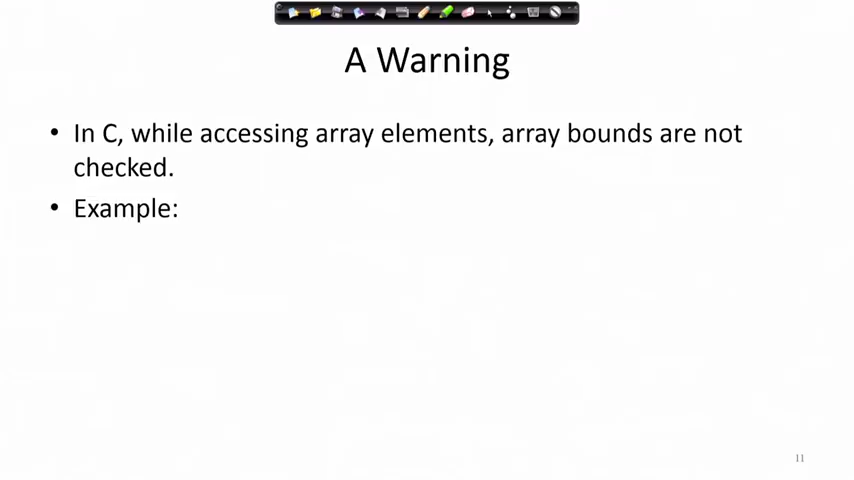 A Warning
• In C, while accessing array elements, array bounds are not
checked.
• Example:
11